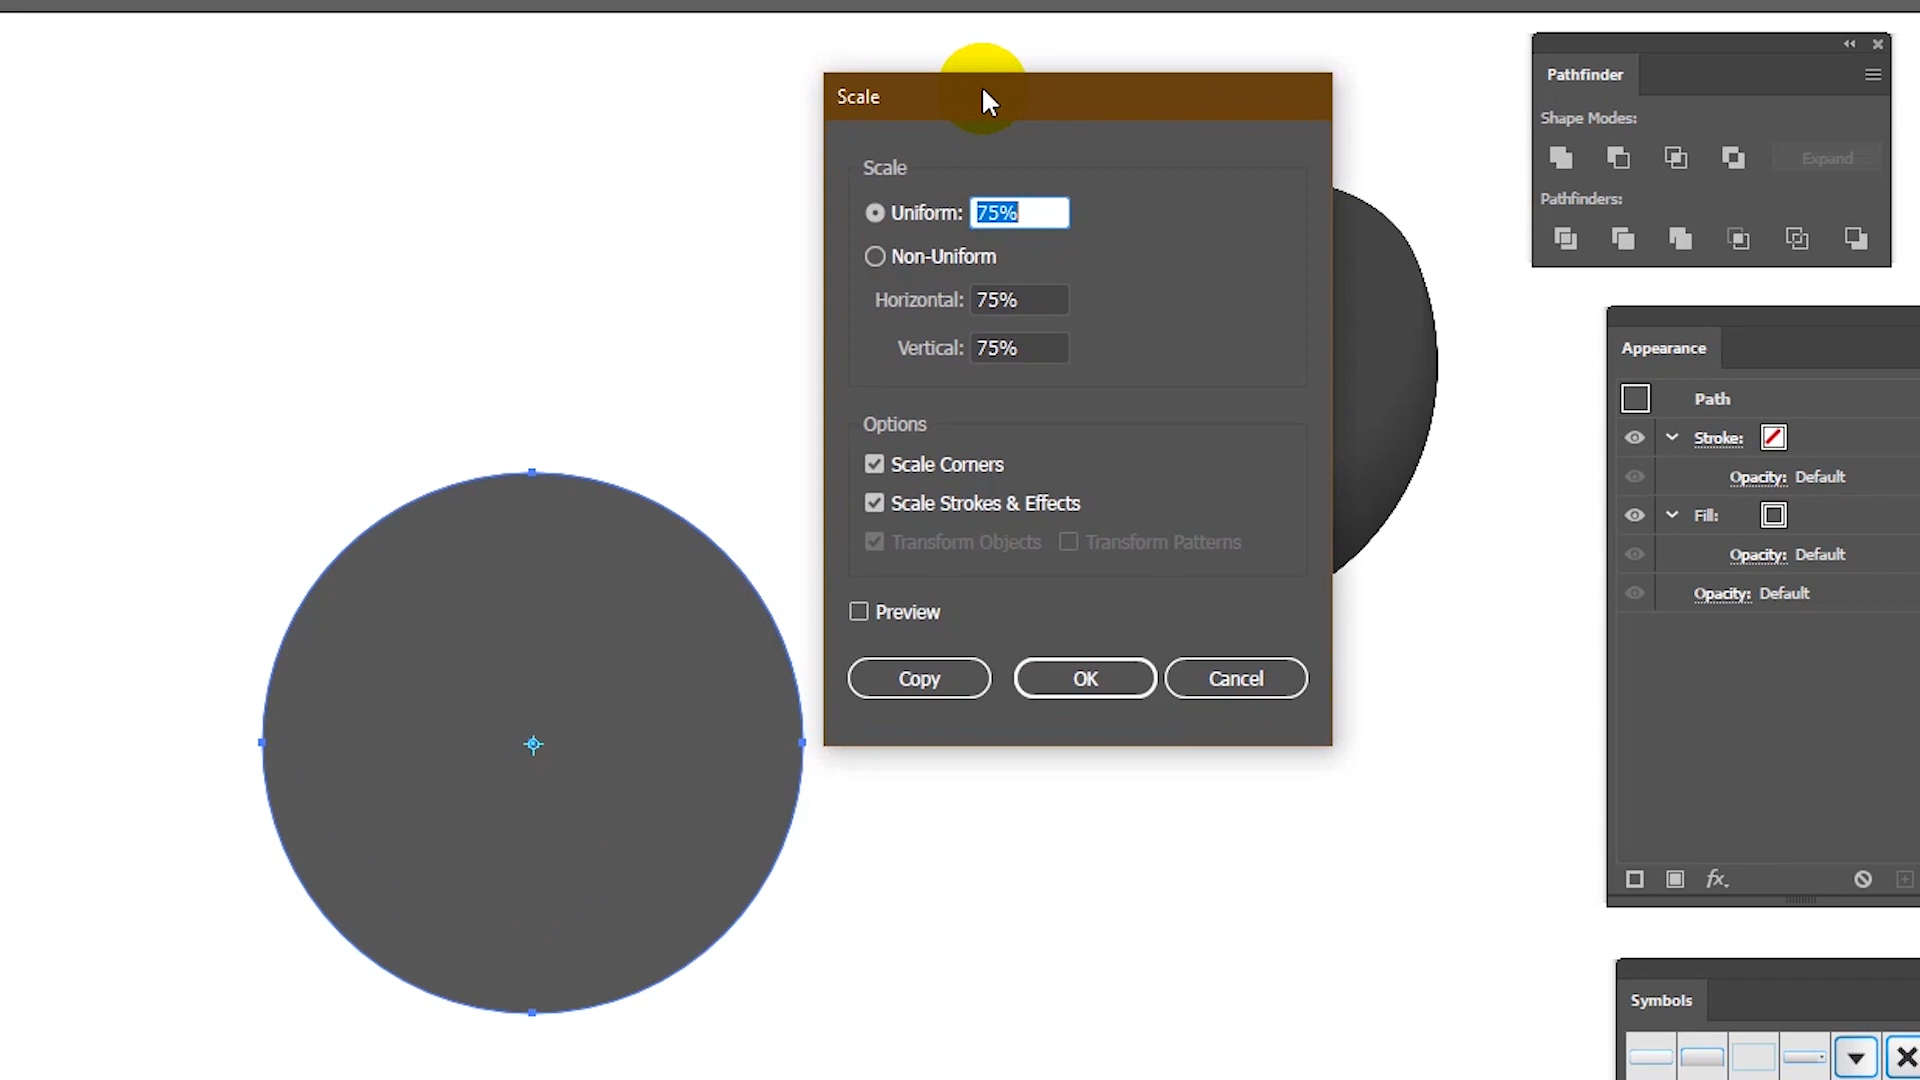 Scale
Scale
Uniform: 75%
Non-Uniform
Horizontal: 75%
Vertical: 75%
Options
Scale Corners
Scale Strokes & Effects
Transform Objects Transform Patterns
Preview
Copy OK Cancel
Pathfinder
Shape Modes:
Expand
Pathfinders:
Appearance
Path
Stroke:
Opacity: Default
Fill:
Opacity: Default
Opacity: Default
fx.
Symbols